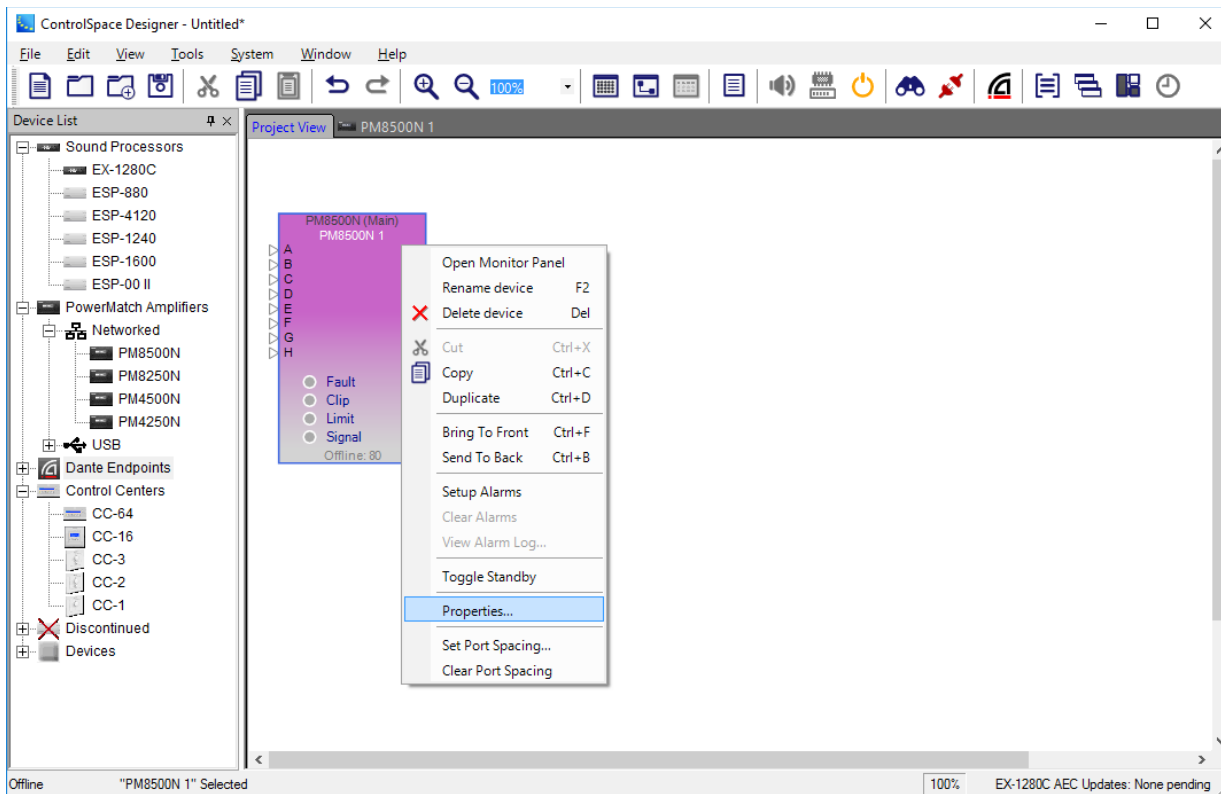 ControlSpace Designer - Untitled*
File Edit View Tools System Window Help
100%
Device List
Sound Processors
EX-1280C
ESP-880
ESP-4120
ESP-1240
ESP-1600
ESP-00 II
PowerMatch Amplifiers
Networked
PM8500N
PM8250N
PM4500N
PM4250N
USB
Dante Endpoints
Control Centers
CC-64
CC-16
CC-3
CC-2
CC-1
Discontinued
Devices
Project View PM8500N 1
PM8500N (Main)
PM8500N 1
A
B
C
D
E
F
G
H
Fault
Clip
Limit
Signal
Offline: 80
Open Monitor Panel
Rename device F2
Delete device Del
Cut Ctrl+X
Copy Ctrl+C
Duplicate Ctrl+D
Bring To Front Ctrl+F
Send To Back Ctrl+B
Setup Alarms
Clear Alarms
View Alarm Log...
Toggle Standby
Properties...
Set Port Spacing...
Clear Port Spacing
Offline "PM8500N 1" Selected 100% EX-1280C AEC Updates: None pending